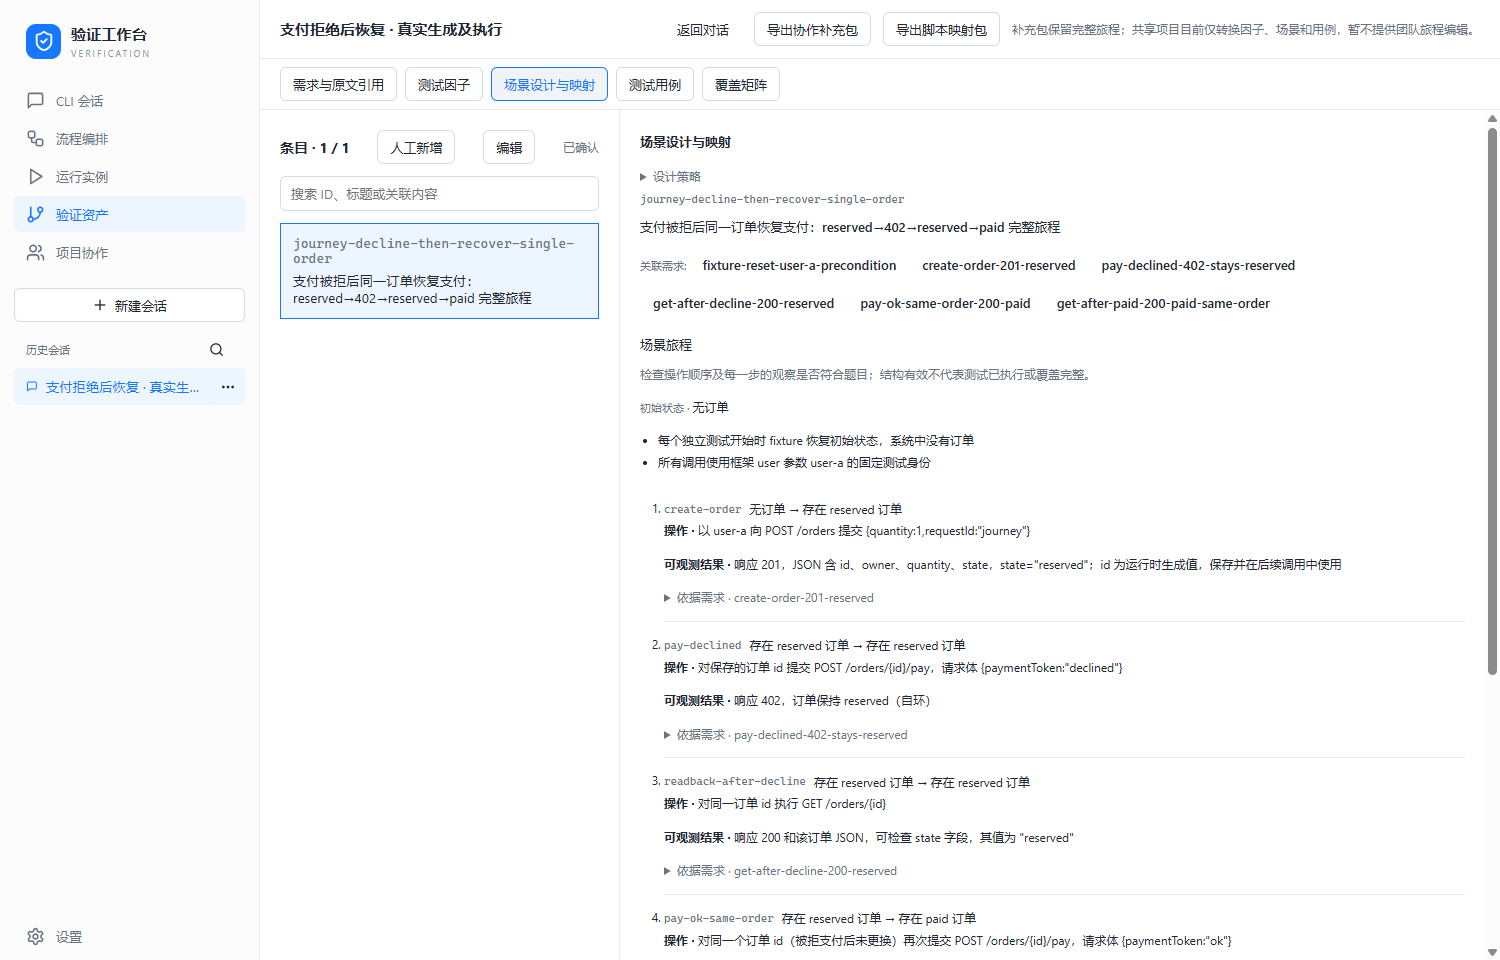 验证工作台
VERIFICATION
CLI 会话
流程编排
运行实例
验证资产
项目协作
新建会话
历史会话
支付拒绝后恢复 · 真实生...
设置
支付拒绝后恢复 · 真实生成及执行
返回对话
导出协作补充包
导出脚本映射包
补充包保留完整旅程；共享项目目前仅转换因子、场景和用例，暂不提供团队旅程编辑。
需求与原文引用
测试因子
场景设计与映射
测试用例
覆盖矩阵
条目 · 1 / 1
人工新增
编辑
已确认
搜索 ID、标题或关联内容
journey-decline-then-recover-single-
order
支付被拒后同一订单恢复支付：
reserved→402→reserved→paid 完整旅程
场景设计与映射
设计策略
journey-decline-then-recover-single-order
支付被拒后同一订单恢复支付：reserved→402→reserved→paid 完整旅程
关联需求: fixture-reset-user-a-precondition create-order-201-reserved pay-declined-402-stays-reserved
get-after-decline-200-reserved pay-ok-same-order-200-paid get-after-paid-200-paid-same-order
场景旅程
检查操作顺序及每一步的观察是否符合题目；结构有效不代表测试已执行或覆盖完整。
初始状态 · 无订单
• 每个独立测试开始时 fixture 恢复初始状态，系统中没有订单
• 所有调用使用框架 user 参数 user-a 的固定测试身份
1. create-order 无订单 → 存在 reserved 订单
操作 · 以 user-a 向 POST /orders 提交 {quantity:1,requestId:"journey"}
可观测结果 · 响应 201，JSON 含 id、owner、quantity、state，state="reserved"；id 为运行时生成值，保存并在后续调用中使用
依据需求 · create-order-201-reserved
2. pay-declined 存在 reserved 订单 → 存在 reserved 订单
操作 · 对保存的订单 id 提交 POST /orders/{id}/pay，请求体 {paymentToken:"declined"}
可观测结果 · 响应 402，订单保持 reserved（自环）
依据需求 · pay-declined-402-stays-reserved
3. readback-after-decline 存在 reserved 订单 → 存在 reserved 订单
操作 · 对同一订单 id 执行 GET /orders/{id}
可观测结果 · 响应 200 和该订单 JSON，可检查 state 字段，其值为 "reserved"
依据需求 · get-after-decline-200-reserved
4. pay-ok-same-order 存在 reserved 订单 → 存在 paid 订单
操作 · 对同一个订单 id（被拒支付后未更换）再次提交 POST /orders/{id}/pay，请求体 {paymentToken:"ok"}